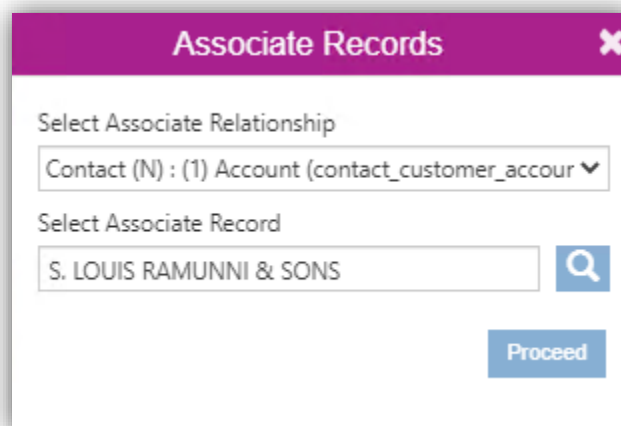 Associate Records
Select Associate Relationship
Contact (N) : (1) Account (contact_customer_accour
Select Associate Record
S. LOUIS RAMUNNI & SONS
Proceed